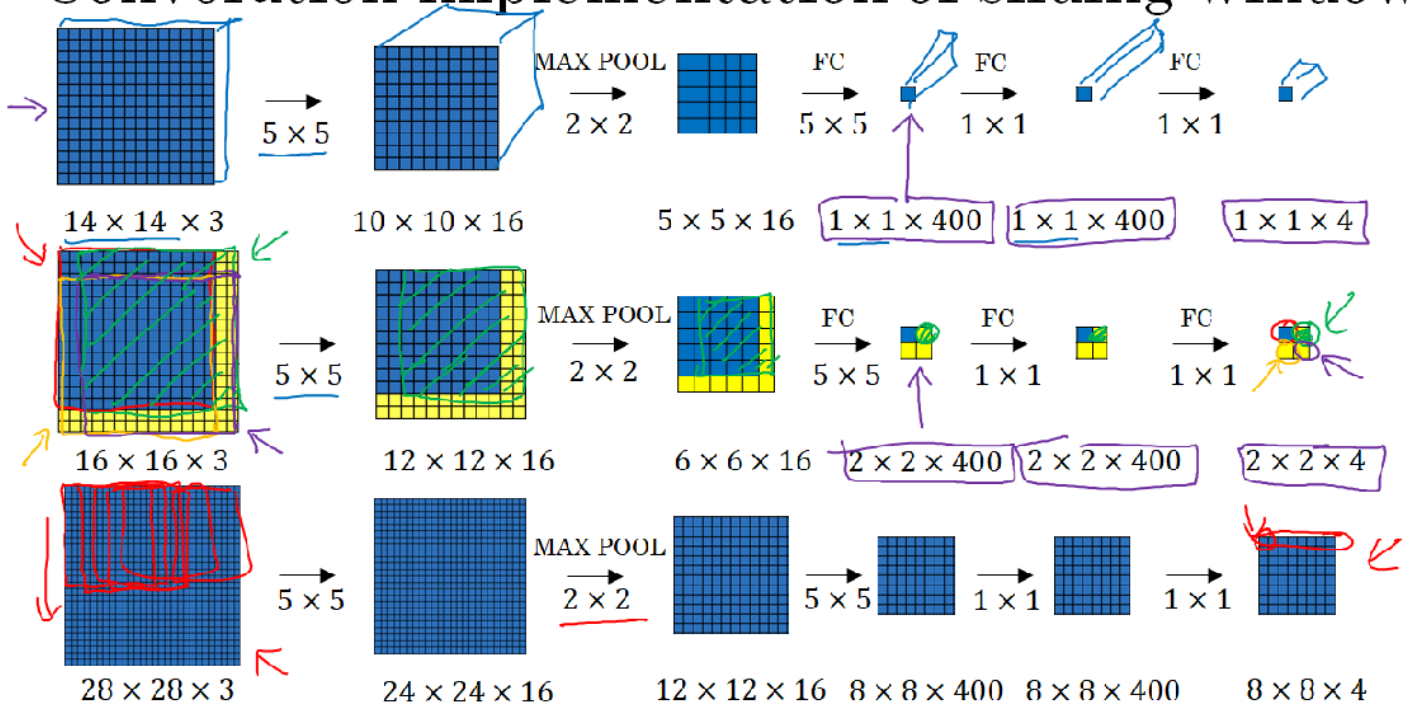 Convolution implementation of sliding windows
MAX POOL FC FC FC
5 × 5 2 × 2 5 × 5 1 × 1 1 × 1
14 × 14 × 3 10 × 10 × 16 5 × 5 × 16 1 × 1 × 400 1 × 1 × 400 1 × 1 × 4
MAX POOL FC FC FC
5 × 5 2 × 2 5 × 5 1 × 1 1 × 1
16 × 16 × 3 12 × 12 × 16 6 × 6 × 16 2 × 2 × 400 2 × 2 × 400 2 × 2 × 4
MAX POOL
5 × 5 2 × 2 5 × 5 1 × 1 1 × 1
28 × 28 × 3 24 × 24 × 16 12 × 12 × 16 8 × 8 × 400 8 × 8 × 400 8 × 8 × 4